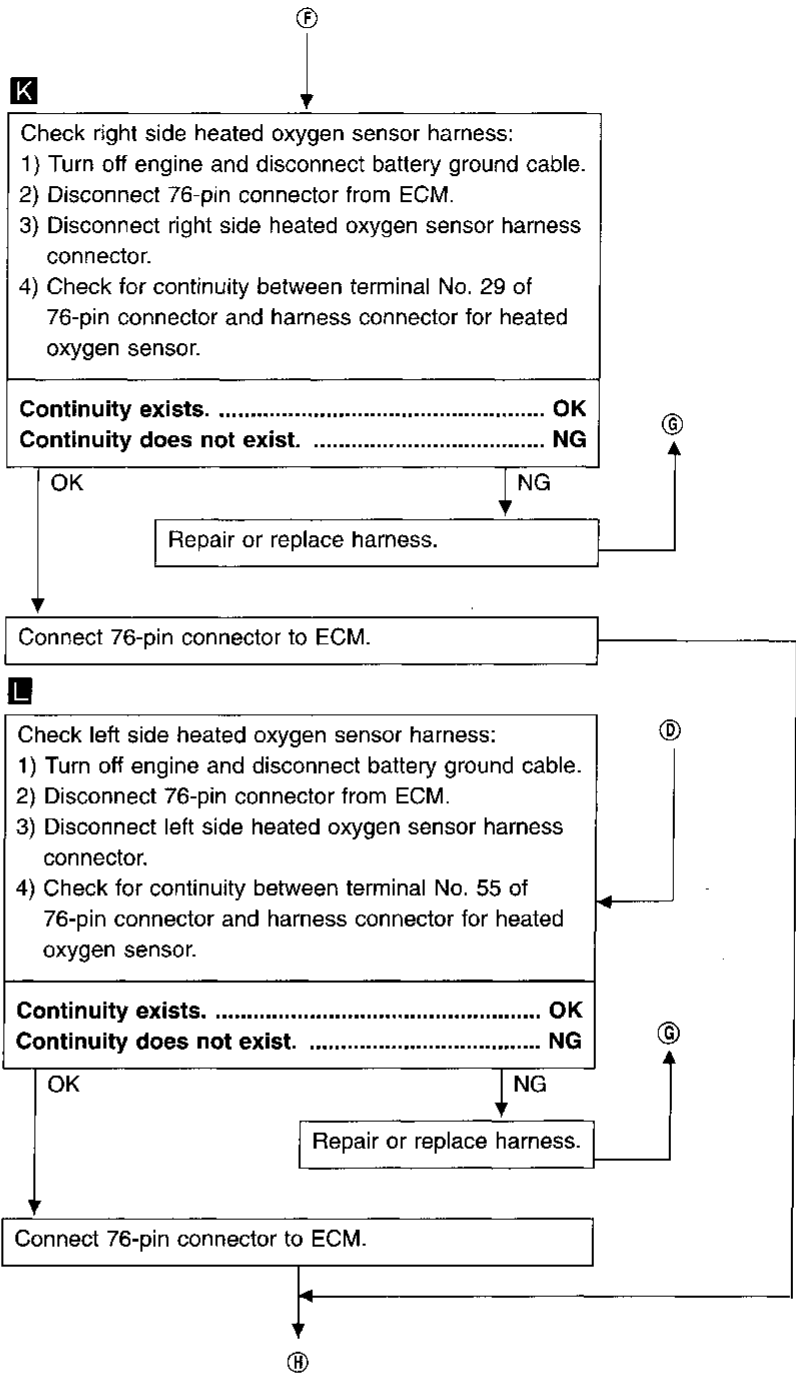 Ⓕ
K
Check right side heated oxygen sensor harness:
1) Turn off engine and disconnect battery ground cable.
2) Disconnect 76-pin connector from ECM.
3) Disconnect right side heated oxygen sensor harness
connector.
4) Check for continuity between terminal No. 29 of
76-pin connector and harness connector for heated
oxygen sensor.
Continuity exists. .................................................... OK
Continuity does not exist. ..................................... NG
Ⓖ
OK
NG
Repair or replace harness.
Connect 76-pin connector to ECM.
L
Check left side heated oxygen sensor harness:
Ⓓ
1) Turn off engine and disconnect battery ground cable.
2) Disconnect 76-pin connector from ECM.
3) Disconnect left side heated oxygen sensor harness
connector.
4) Check for continuity between terminal No. 55 of
76-pin connector and harness connector for heated
oxygen sensor.
Continuity exists. .................................................... OK
Continuity does not exist. ..................................... NG
Ⓖ
OK
NG
Repair or replace harness.
Connect 76-pin connector to ECM.
Ⓗ